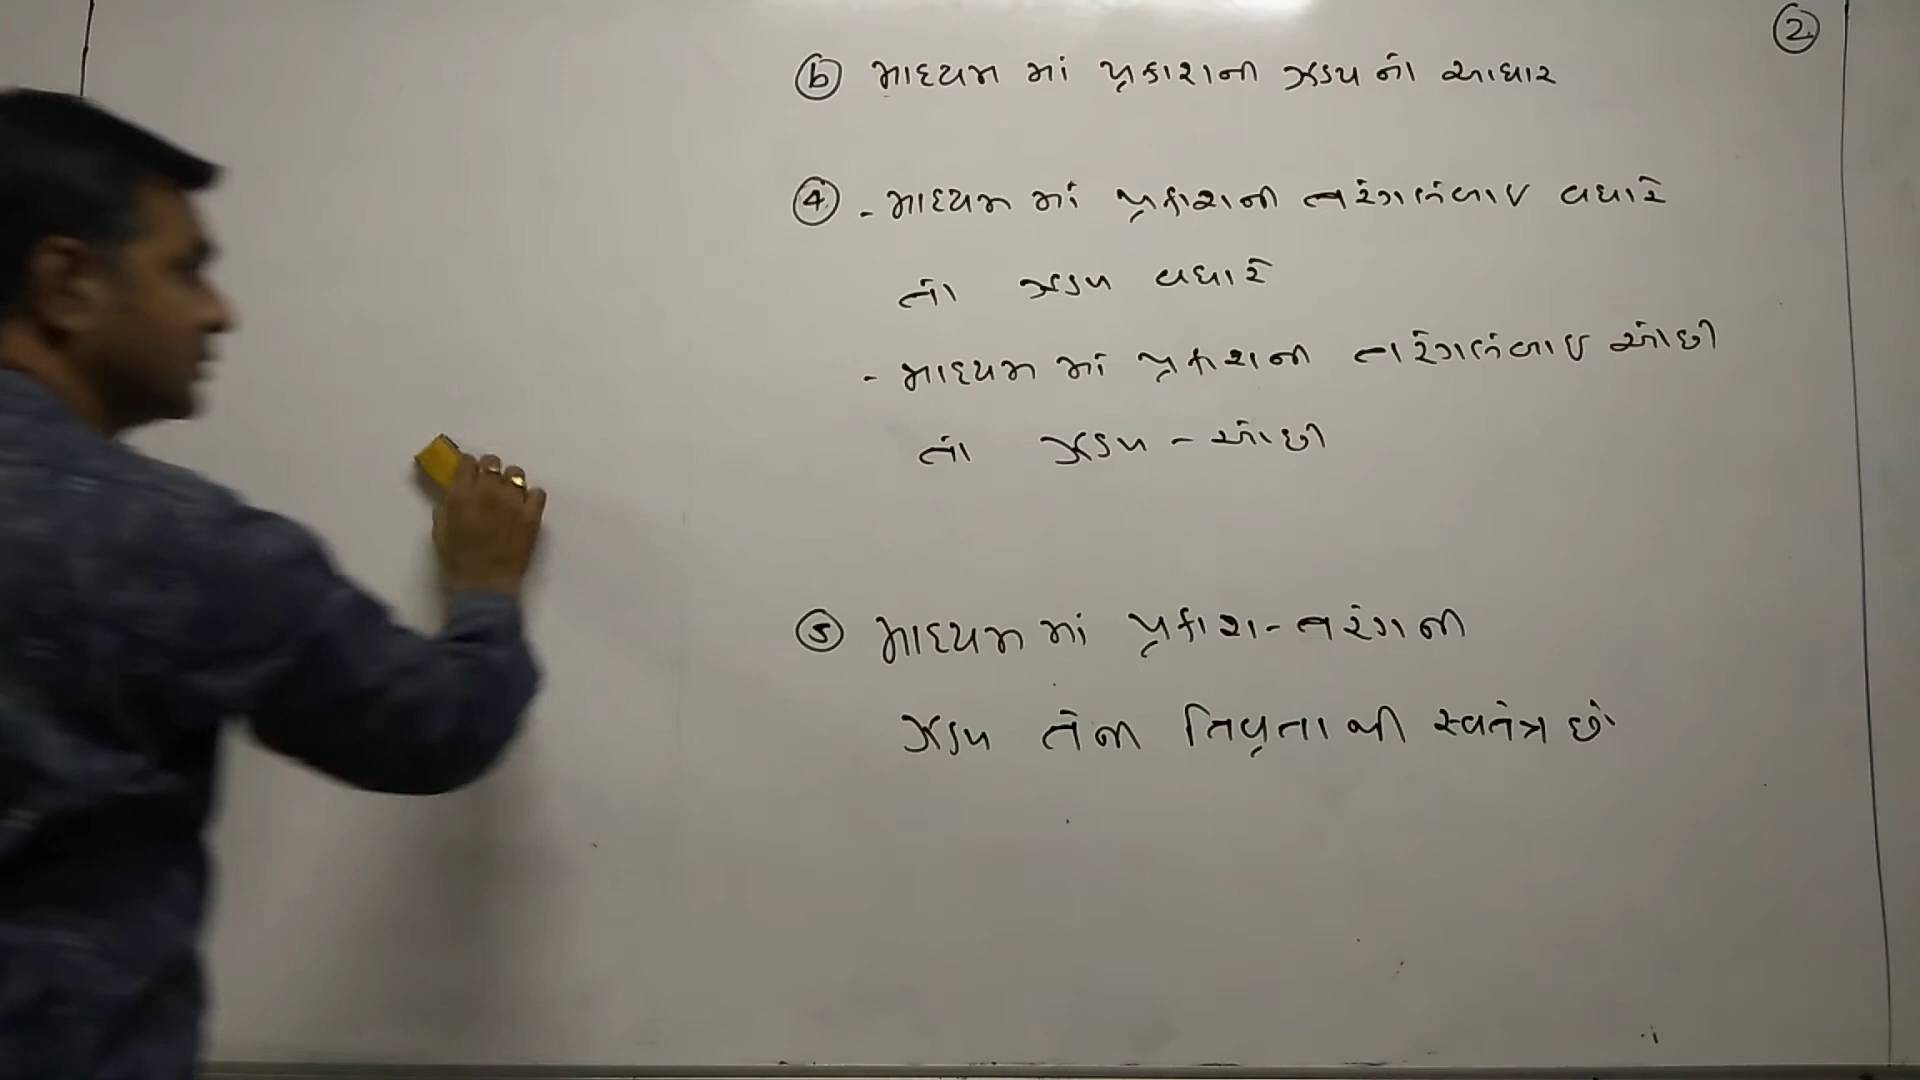 2
b માધ્યમ માં પ્રકાશની ઝડપ નો આધાર
4 - માધ્યમ માં પ્રકાશની તરંગલંબાઇ વધારે
તો ઝડપ વધારે
- માધ્યમ માં પ્રકાશની તરંગલંબાઇ ઓછી
તો ઝડપ - ઓછી
5 માધ્યમ માં પ્રકાશ - તરંગની
ઝડપ તેની તિવ્રતા થી સ્વતંત્ર છે